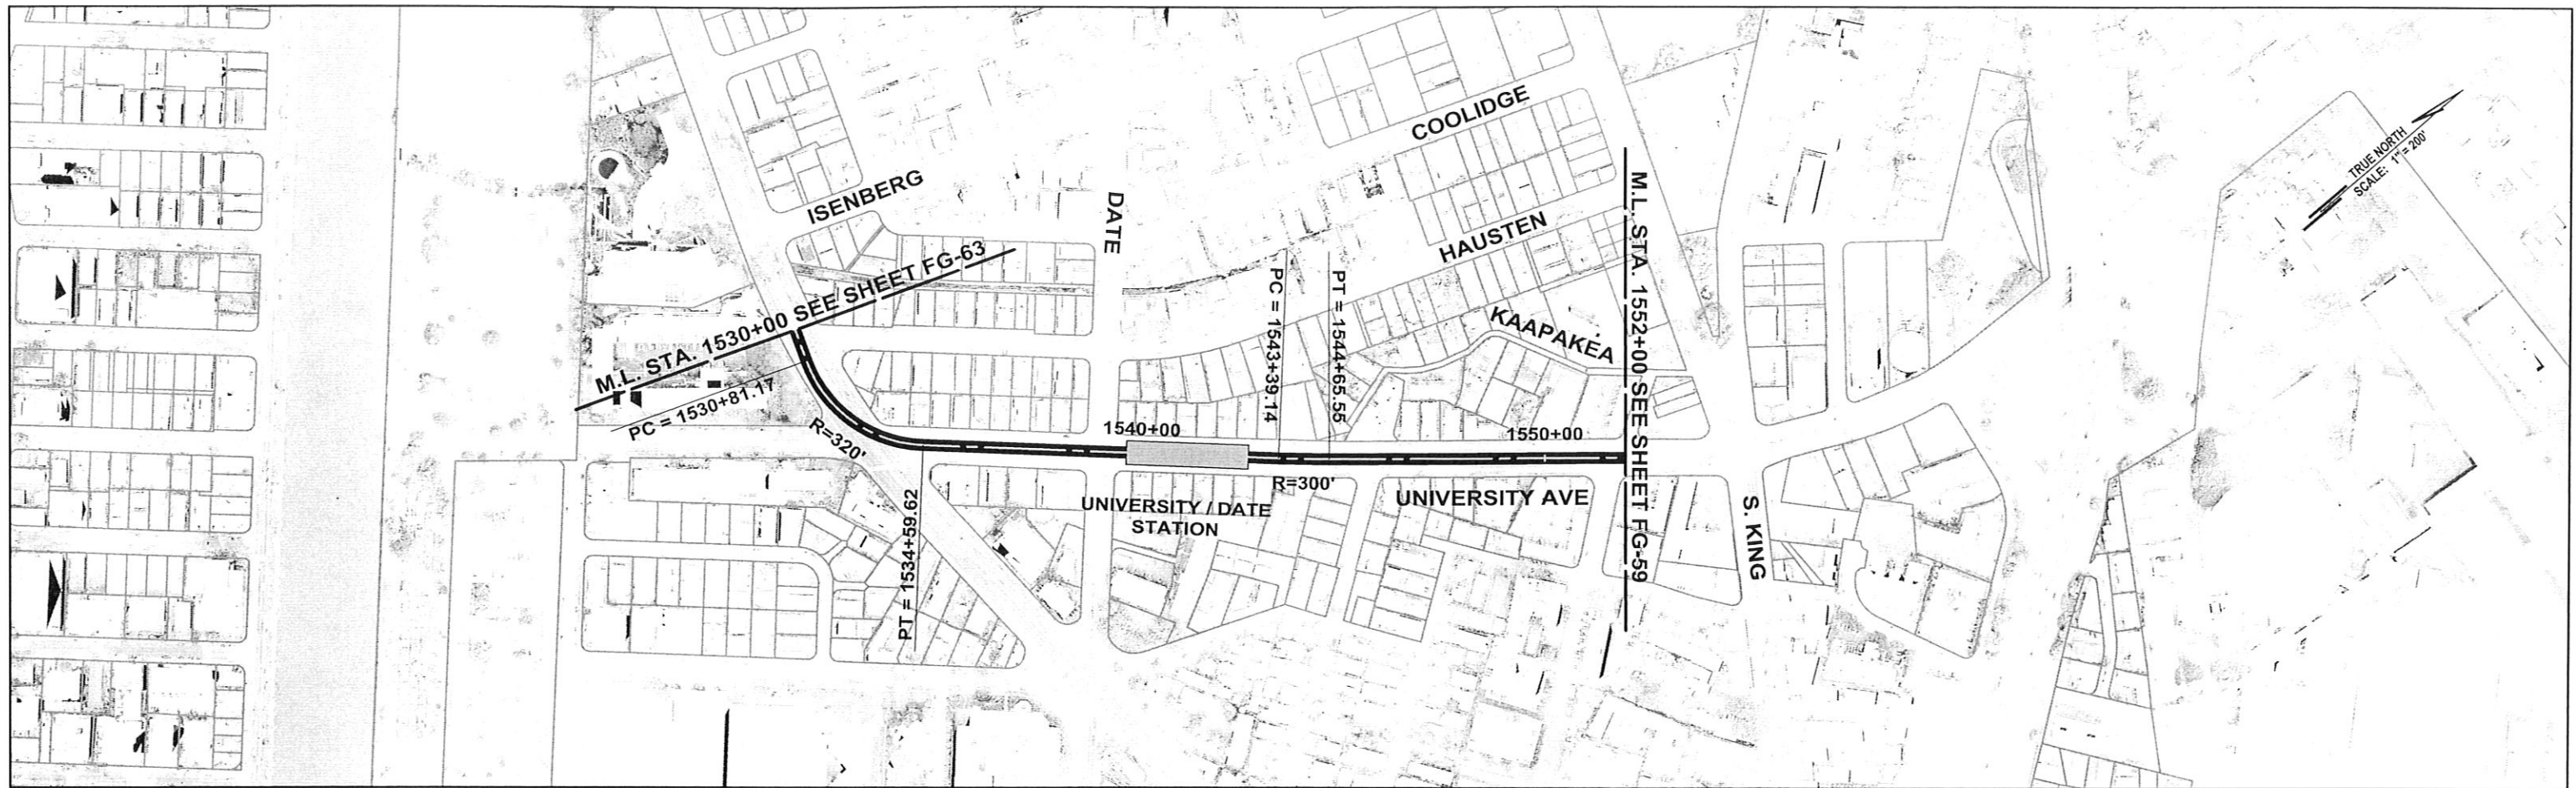 COOLIDGE
TRUE NORTH
SCALE: 1" = 200'
ISENBERG
DATE
HAUSTEN
M.L. STA. 1530+00 SEE SHEET FG-63
PC = 1530+81.17
R=320'
PT = 1534+59.62
1540+00
UNIVERSITY / DATE
STATION
PC = 1543+39.14
PT = 1544+65.55
R=300'
KAAPAKEA
1550+00
UNIVERSITY AVE
M.L. STA. 1552+00 SEE SHEET FG-59
S. KING